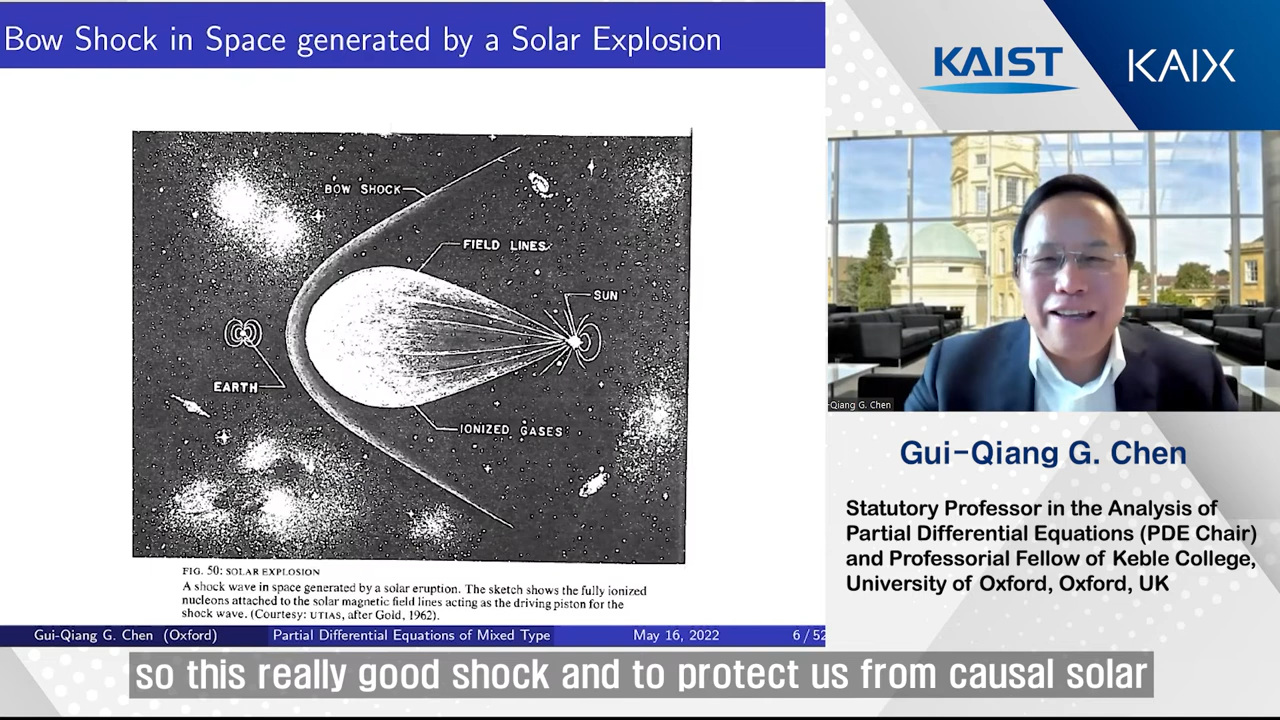 Bow Shock in Space generated by a Solar Explosion
KAIST
KAIX
BOW SHOCK
FIELD LINES
SUN
EARTH
IONIZED GASES
FIG. 50: SOLAR EXPLOSION
A shock wave in space generated by a solar eruption. The sketch shows the fully ionized
nucleons attached to the solar magnetic field lines acting as the driving piston for the
shock wave. (Courtesy: UTIAS, after Gold, 1962).
Gui-Qiang G. Chen (Oxford)
Partial Differential Equations of Mixed Type
May 16, 2022
6 / 52
-Qiang G. Chen
Gui-Qiang G. Chen
Statutory Professor in the Analysis of
Partial Differential Equations (PDE Chair)
and Professorial Fellow of Keble College,
University of Oxford, Oxford, UK
so this really good shock and to protect us from causal solar